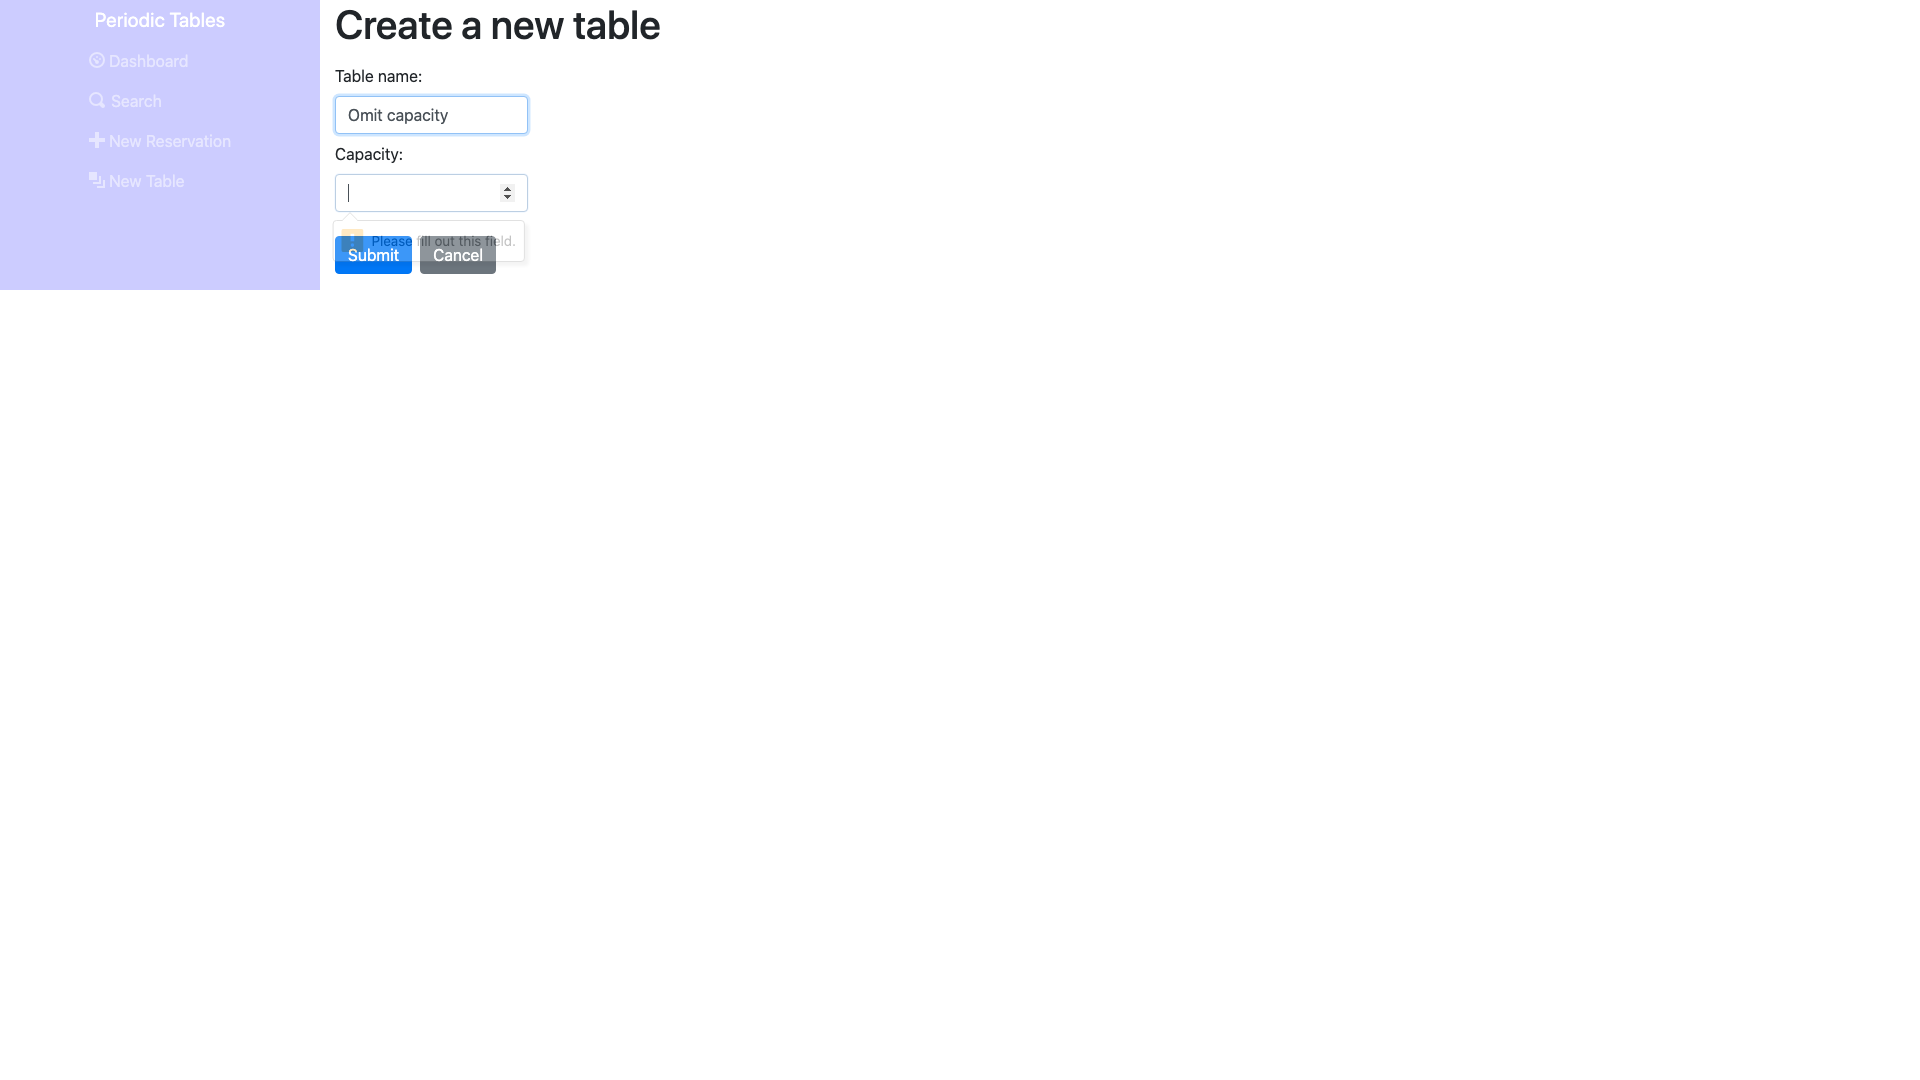 Periodic Tables
Dashboard
Search
New Reservation
New Table
Create a new table
Table name:
Omit capacity
Capacity:
Please fill out this field.
Submit
Cancel